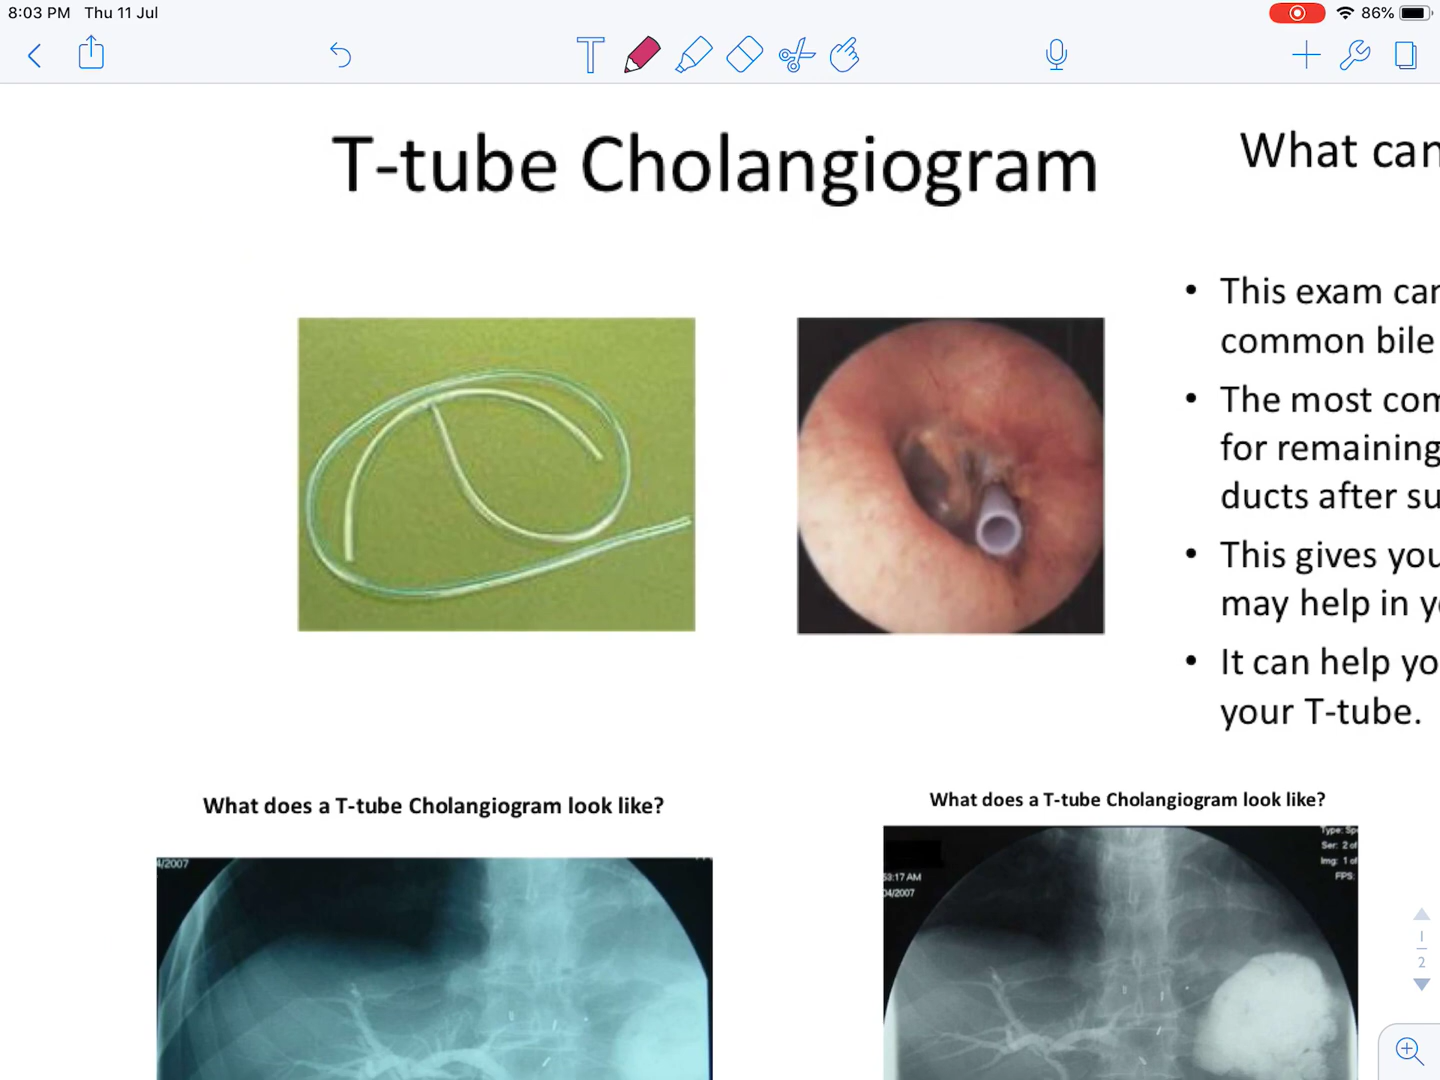 8:03 PM Thu 11 Jul
86%
T-tube Cholangiogram
What can
• This exam can
common bile
• The most com
for remaining
ducts after su
• This gives you
may help in yo
• It can help yo
your T-tube.
What does a T-tube Cholangiogram look like?
4/2007
What does a T-tube Cholangiogram look like?
Type: Sp
Ser: 2 of
Img: 1 of
FPS:
53:17 AM
04/2007
1
2